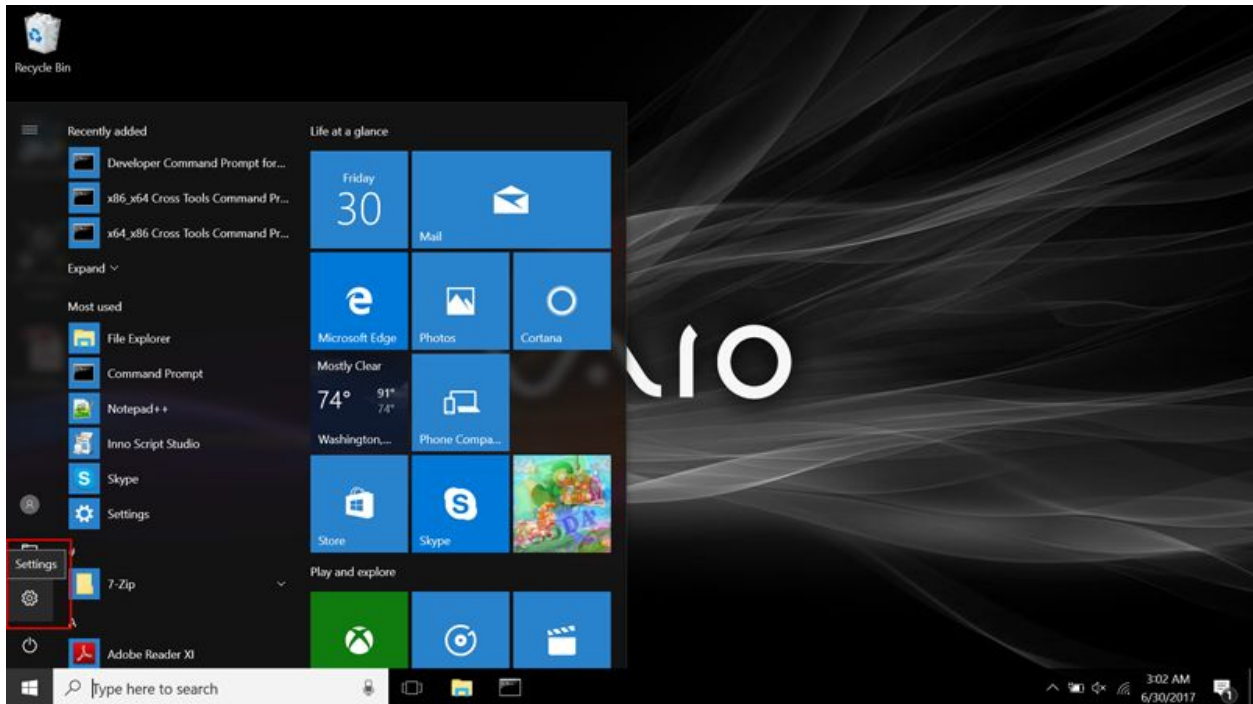 Recycle Bin
Recently added
Developer Command Prompt for...
x86_x64 Cross Tools Command Pr...
x64_x86 Cross Tools Command Pr...
Expand
Most used
File Explorer
Command Prompt
Notepad++
Inno Script Studio
Skype
Settings
Settings
7-Zip
A
Adobe Reader XI
Life at a glance
Friday
30
Mail
Microsoft Edge
Photos
Cortana
Mostly Clear
74° 91°
74°
Washington,...
Phone Compa...
Store
Skype
Play and explore
Type here to search
3:02 AM
6/30/2017
1